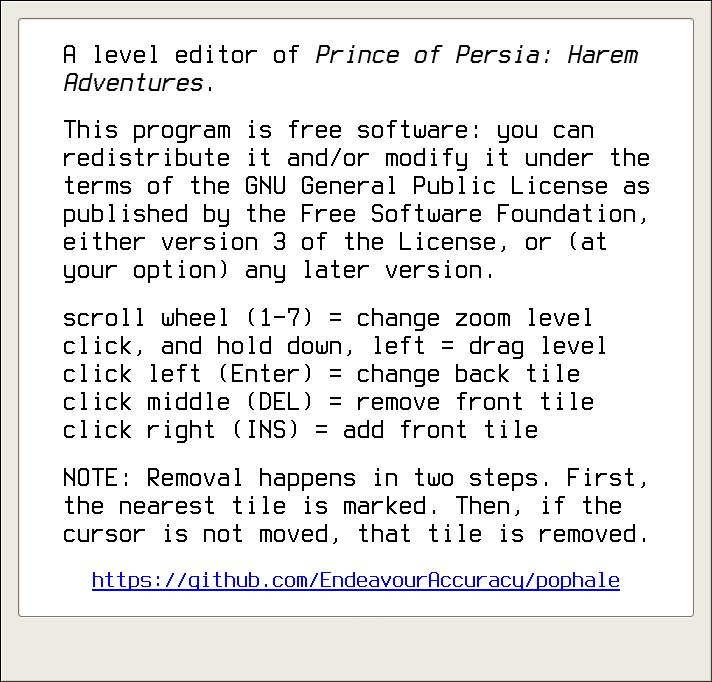 A level editor of Prince of Persia: Harem
Adventures.
This program is free software: you can
redistribute it and/or modify it under the
terms of the GNU General Public License as
published by the Free Software Foundation,
either version 3 of the License, or (at
your option) any later version.
scroll wheel (1-7) = change zoom level
click, and hold down, left = drag level
click left (Enter) = change back tile
click middle (DEL) = remove front tile
click right (INS) = add front tile
NOTE: Removal happens in two steps. First,
the nearest tile is marked. Then, if the
cursor is not moved, that tile is removed.
https://github.com/EndeavourAccuracy/pophale